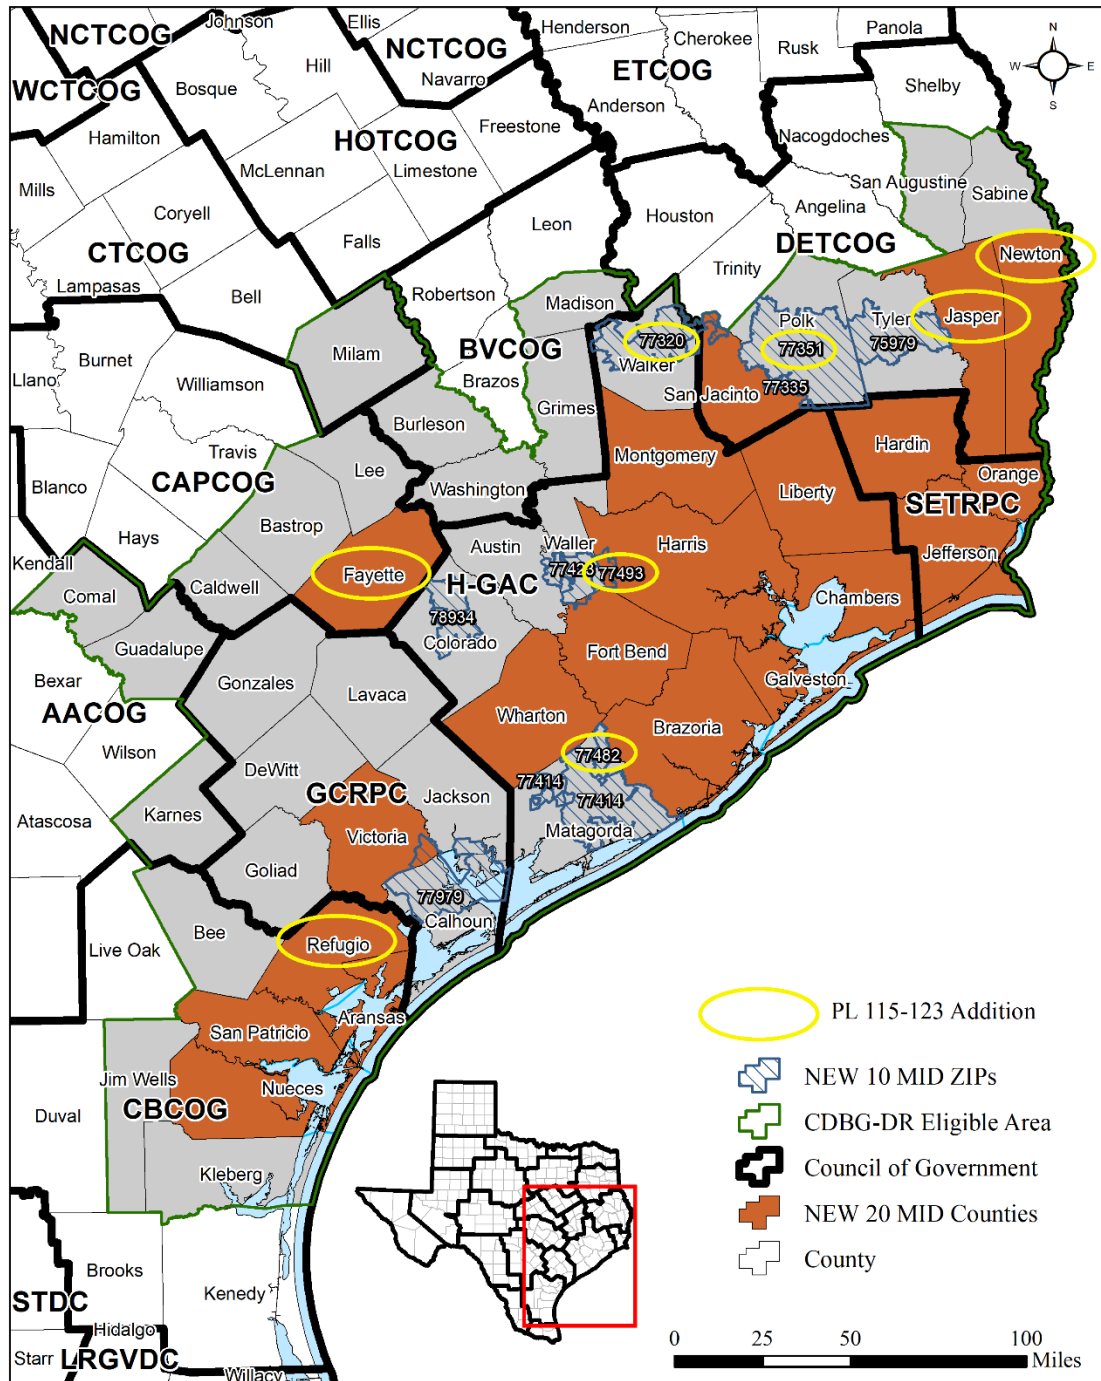 Johnson
Ellis
Henderson
Panola
NCTCOG
NCTCOG
Cherokee
Rusk
N
W
E
S
Hill
Navarro
ETCOG
WCTCOG
Bosque
Shelby
Anderson
Hamilton
HOTCOG
Freestone
Nacogdoches
McLennan
Limestone
Mills
San Augustine
Sabine
Coryell
Leon
Houston
Angelina
CTCOG
Falls
DETCOG
Newton
Lampasas
Trinity
Bell
Robertson
Madison
Jasper
Polk
Tyler
77320
77351
75979
Milam
BVCOG
Burnet
Walker
Llano
Williamson
Brazos
77335
San Jacinto
Grimes
Burleson
Hardin
Travis
Montgomery
Lee
Orange
Blanco
CAPCOG
Washington
Liberty
SETRPC
Bastrop
Hays
Austin
Waller
Harris
Jefferson
Kendall
Fayette
H-GAC
77423
77493
Comal
Caldwell
Chambers
78934
Colorado
Guadalupe
Fort Bend
Bexar
Gonzales
Lavaca
Galveston
AACOG
Wharton
Brazoria
Wilson
77482
DeWitt
77414
GCRPC
Jackson
77414
Karnes
Atascosa
Victoria
Matagorda
Goliad
77979
Calhoun
Bee
Live Oak
Refugio
Aransas
San Patricio
Jim Wells
Nueces
Duval
CBCOG
Kleberg
Brooks
Kenedy
STDC
Hidalgo
Starr
LRGVDC
Willacy
PL 115-123 Addition
NEW 10 MID ZIPs
CDBG-DR Eligible Area
Council of Government
NEW 20 MID Counties
County
0 25 50 100
Miles